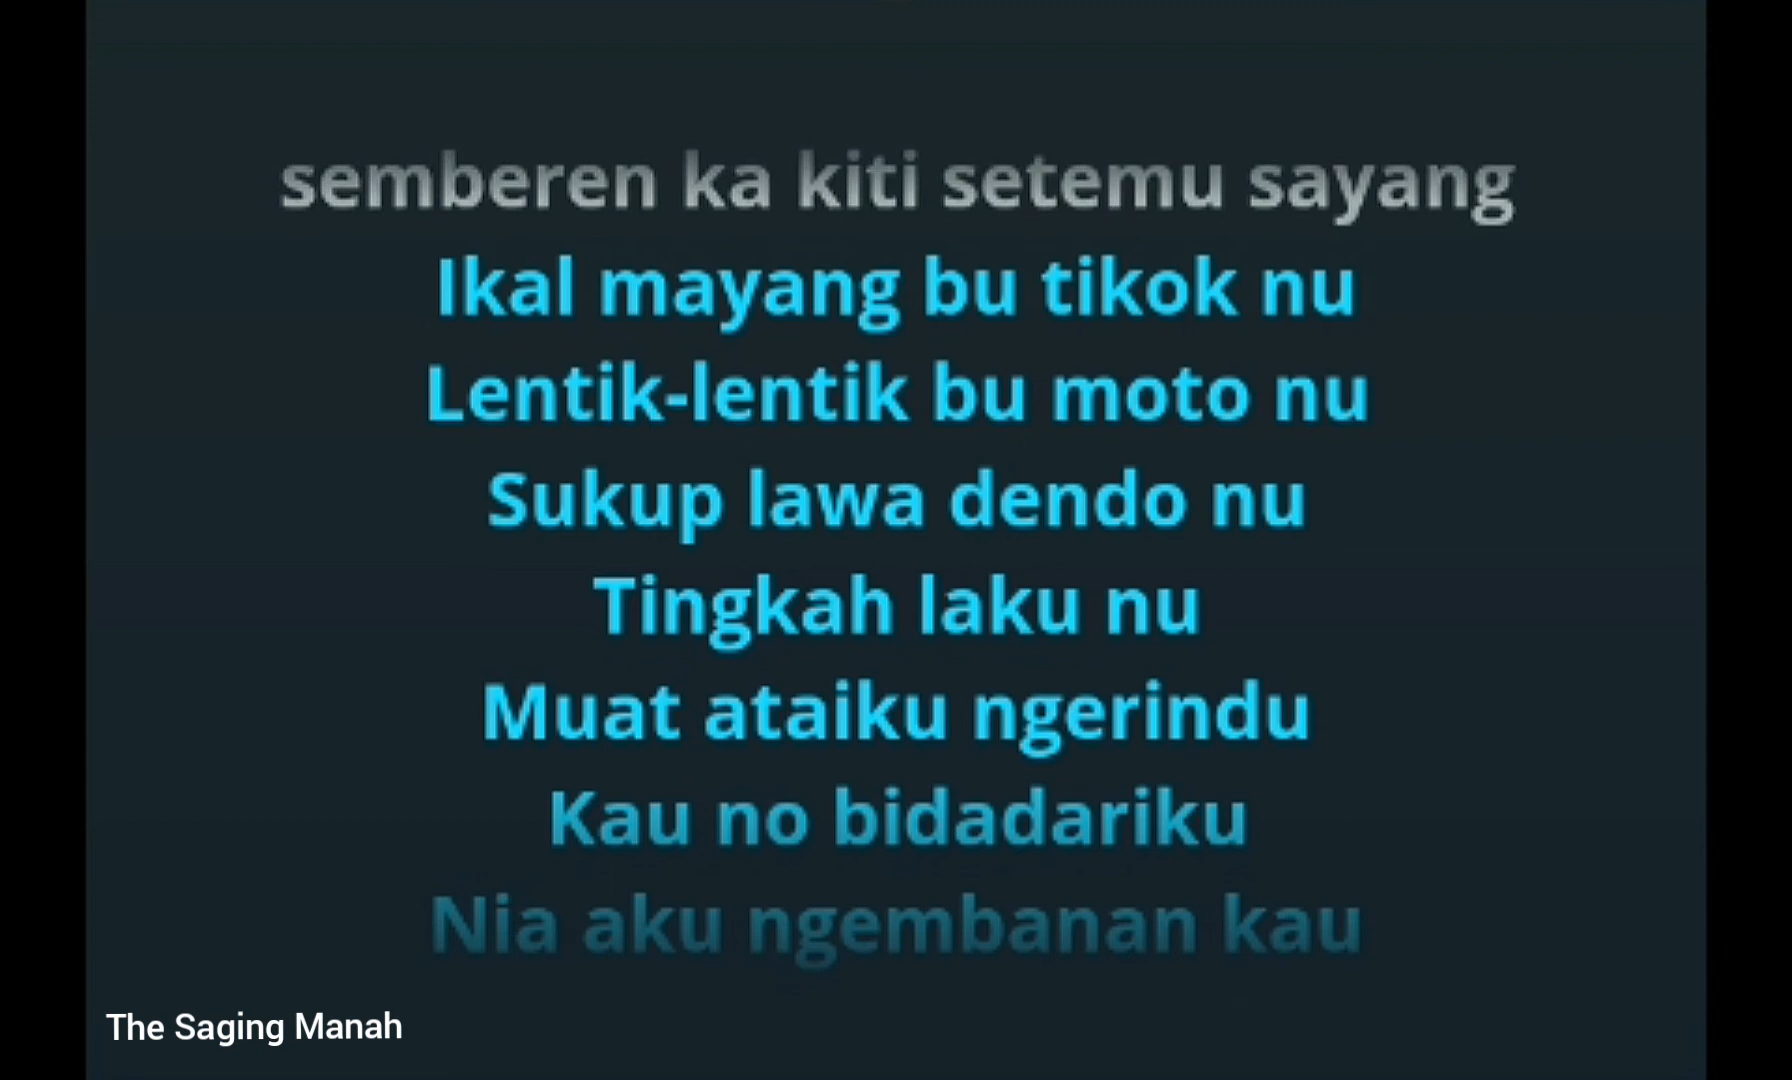 semberen ka kiti setemu sayang
Ikal mayang bu tikok nu
Lentik-lentik bu moto nu
Sukup lawa dendo nu
Tingkah laku nu
Muat ataiku ngerindu
Kau no bidadariku
Nia aku ngembanan kau
The Saging Manah